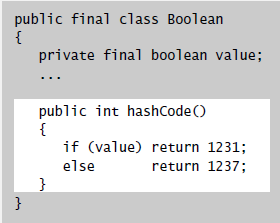 public final class Boolean
{
   private final boolean value;
   ...
   public int hashCode()
   {
      if (value) return 1231;
      else       return 1237;
   }
}